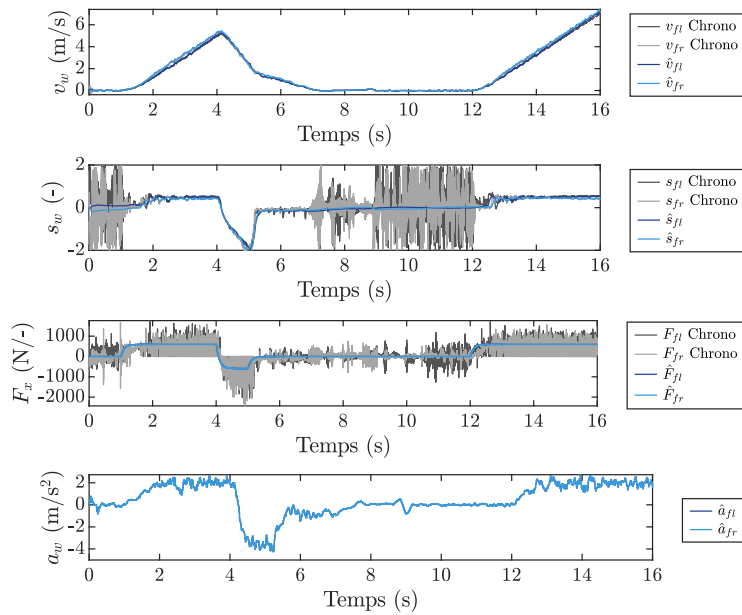 v_w (m/s)
6
4
2
0
0 2 4 6 8 10 12 14 16
Temps (s)
v_fl Chrono
v_fr Chrono
v̂_fl
v̂_fr
s_w (-)
2
0
-2
0 2 4 6 8 10 12 14 16
Temps (s)
s_fl Chrono
s_fr Chrono
ŝ_fl
ŝ_fr
F_x (N/-)
1000
0
-1000
-2000
0 2 4 6 8 10 12 14 16
Temps (s)
F_fl Chrono
F_fr Chrono
F̂_fl
F̂_fr
a_w (m/s²)
2
0
-2
-4
0 2 4 6 8 10 12 14 16
Temps (s)
â_fl
â_fr